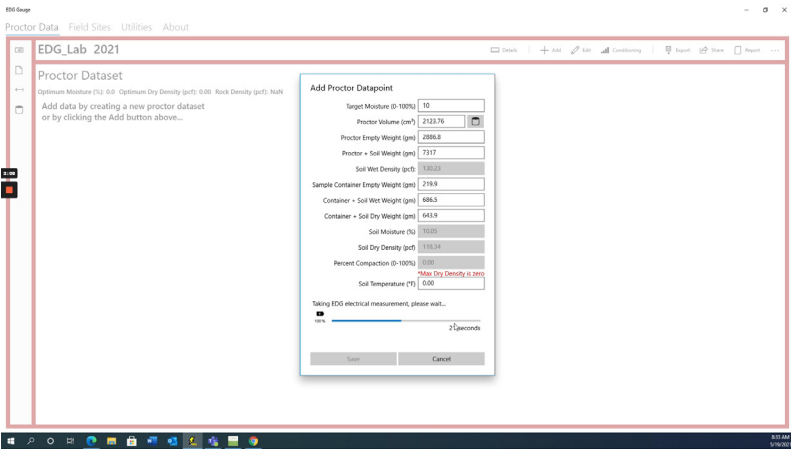 EDG Gauge
Proctor Data Field Sites Utilities About
EDG_Lab 2021
Details Add Edit Conditioning Export Share Report ...
Proctor Dataset
Optimum Moisture (%): 0.0 Optimum Dry Density (pcf): 0.00 Rock Density (pcf): NaN
Add data by creating a new proctor dataset
or by clicking the Add button above...
Add Proctor Datapoint
Target Moisture (0-100%) 10
Proctor Volume (cm³) 2123.76
Proctor Empty Weight (gm) 2886.8
Proctor + Soil Weight (gm) 7317
Soil Wet Density (pcf): 130.23
Sample Container Empty Weight (gm) 219.9
Container + Soil Wet Weight (gm) 686.5
Container + Soil Dry Weight (gm) 643.9
Soil Moisture (%) 10.05
Soil Dry Density (pcf) 118.34
Percent Compaction (0-100%) 0.00
*Max Dry Density is zero
Soil Temperature (°F) 0.00
Taking EDG electrical measurement, please wait...
100%
seconds
Save Cancel
8:33 AM
5/19/2021